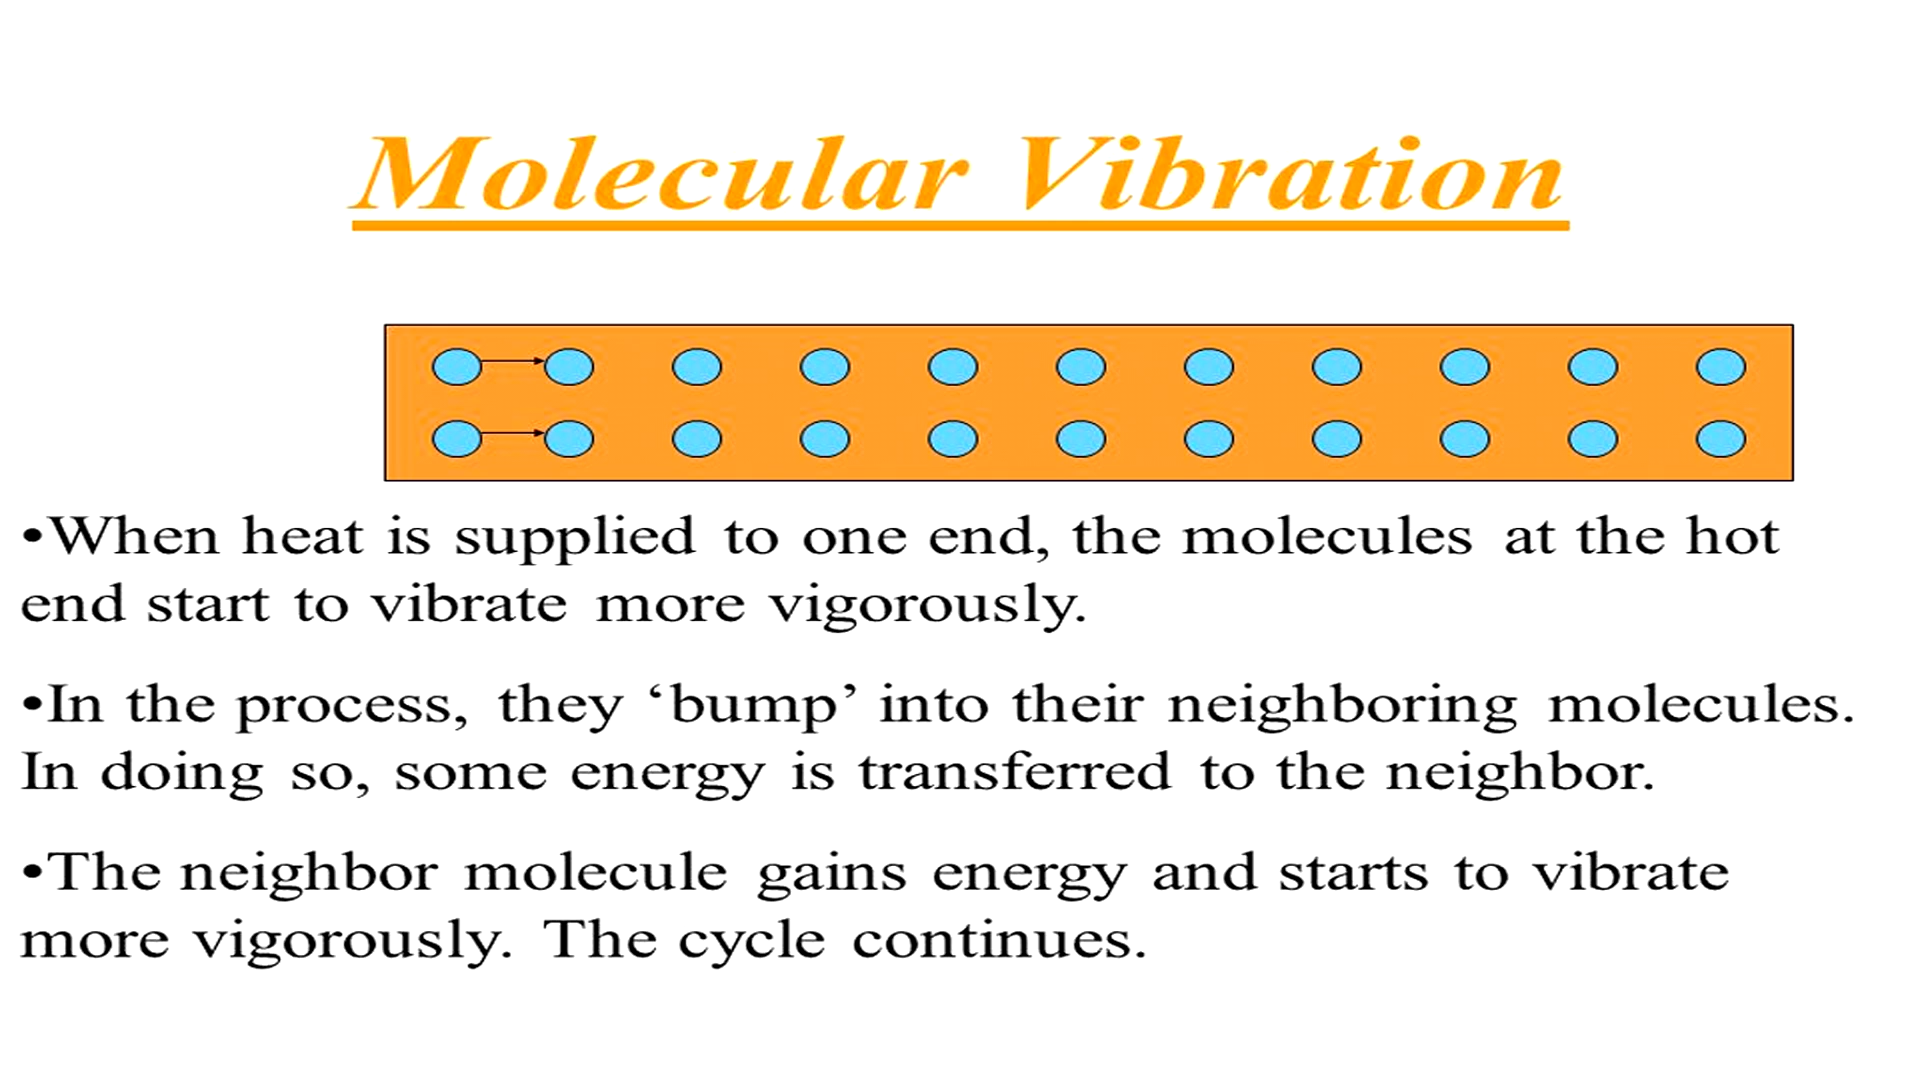 Molecular Vibration
•When heat is supplied to one end, the molecules at the hot
end start to vibrate more vigorously.
•In the process, they ‘bump’ into their neighboring molecules.
In doing so, some energy is transferred to the neighbor.
•The neighbor molecule gains energy and starts to vibrate
more vigorously. The cycle continues.